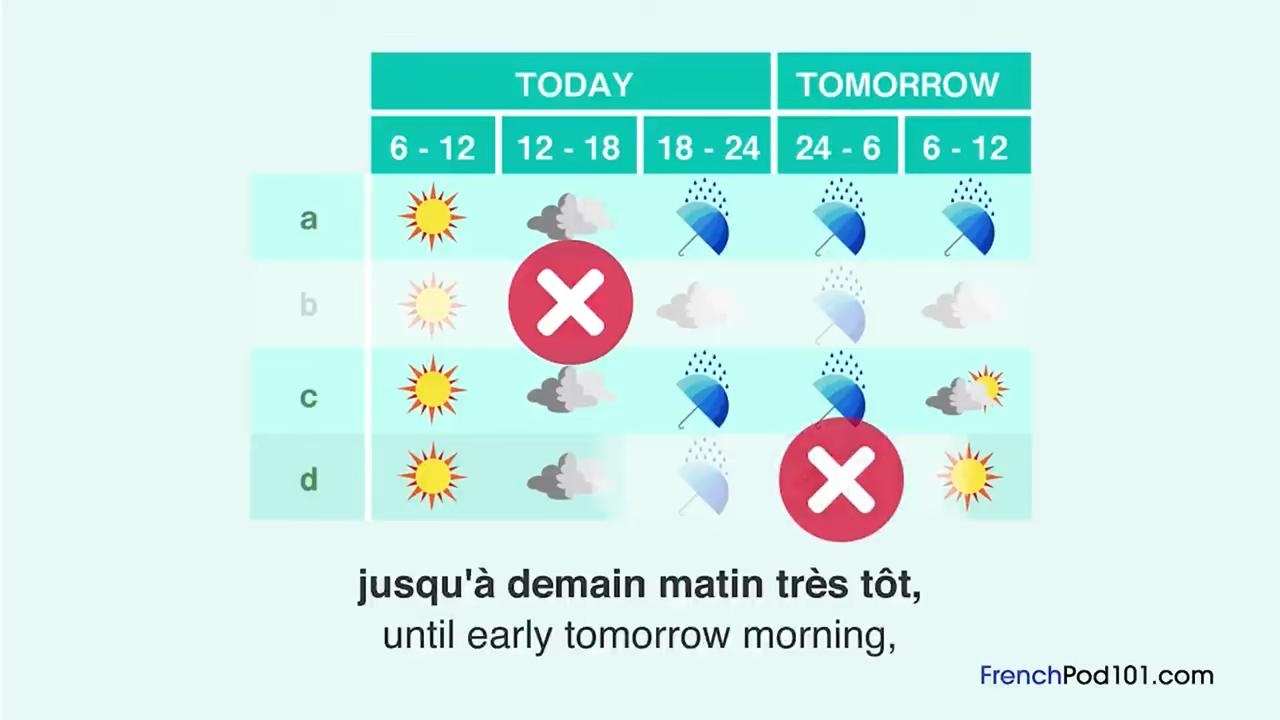 TODAY TOMORROW
6 - 12 12 - 18 18 - 24 24 - 6 6 - 12
a
b
c
d
jusqu'à demain matin très tôt,
until early tomorrow morning,
FrenchPod101.com